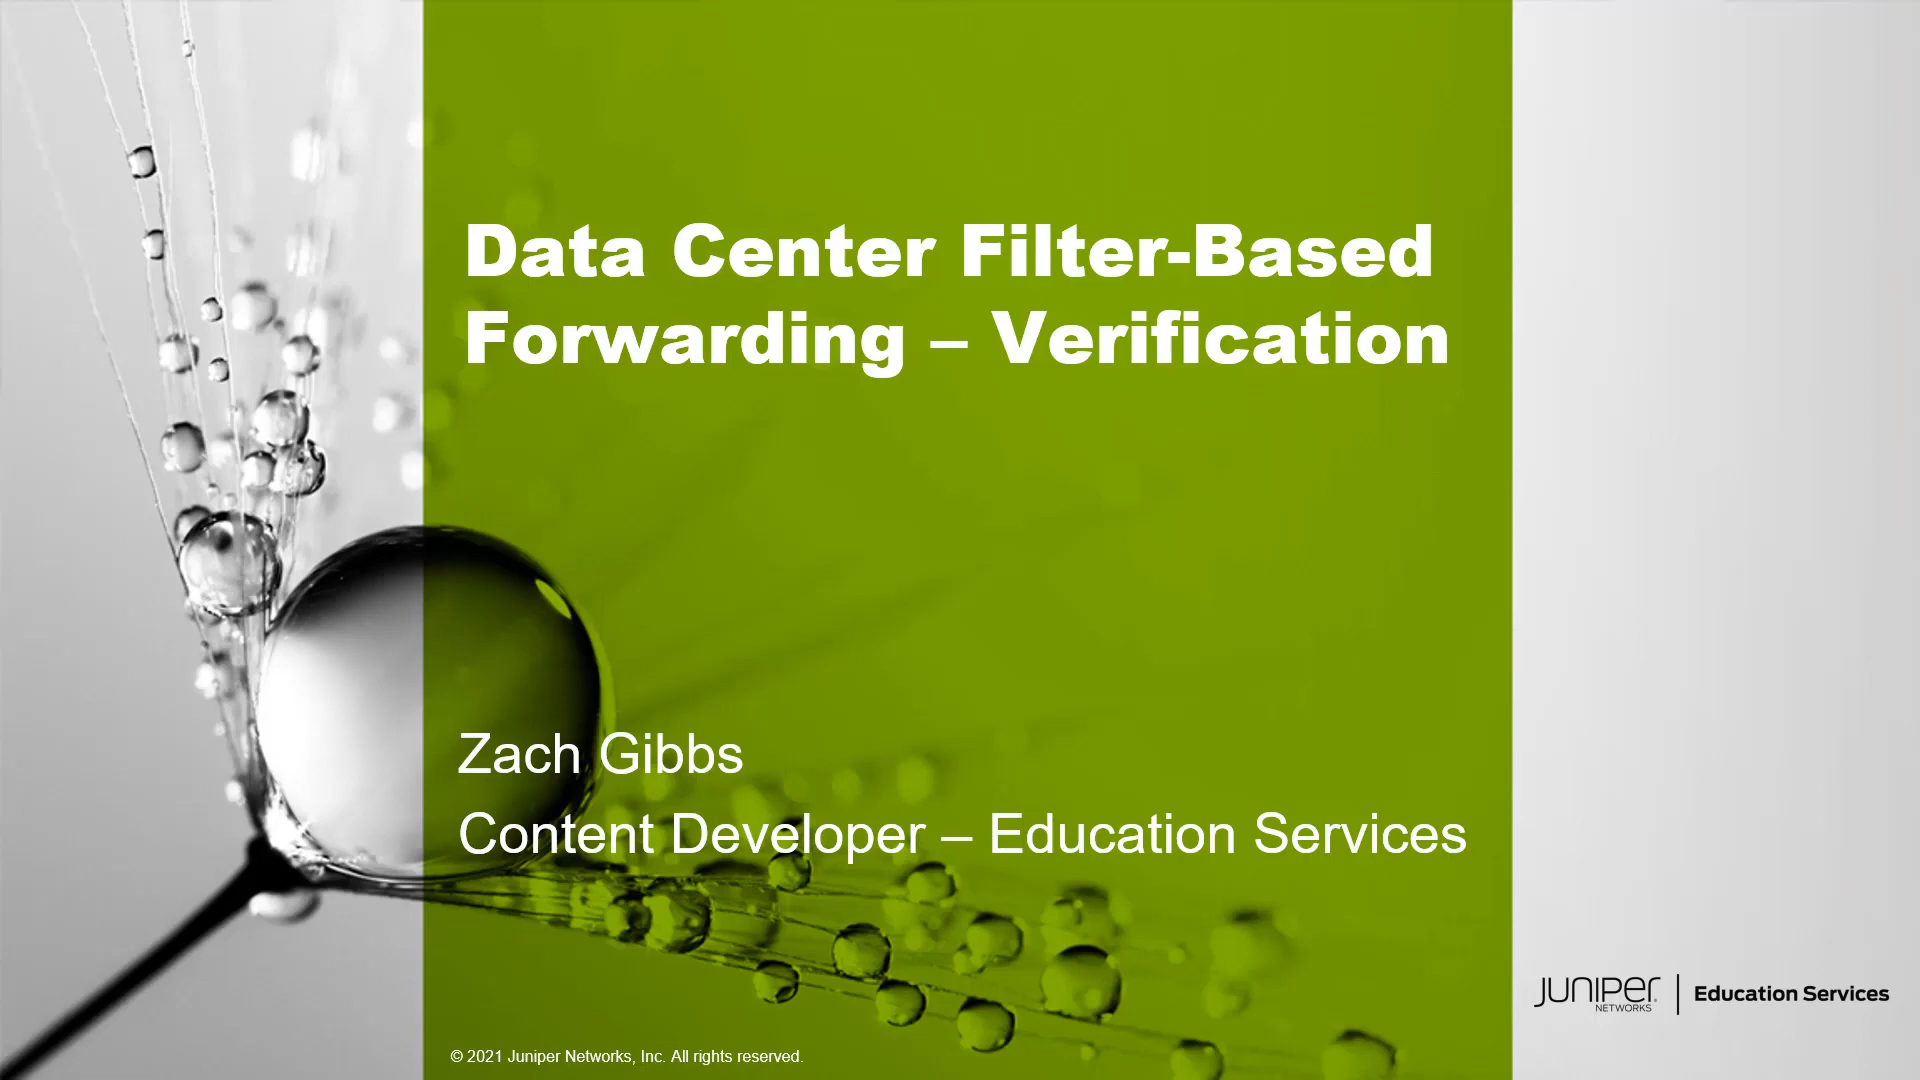 Data Center Filter-Based
Forwarding – Verification
Zach Gibbs
Content Developer – Education Services
JUNIPEr
NETWORKS
Education Services
© 2021 Juniper Networks, Inc. All rights reserved.